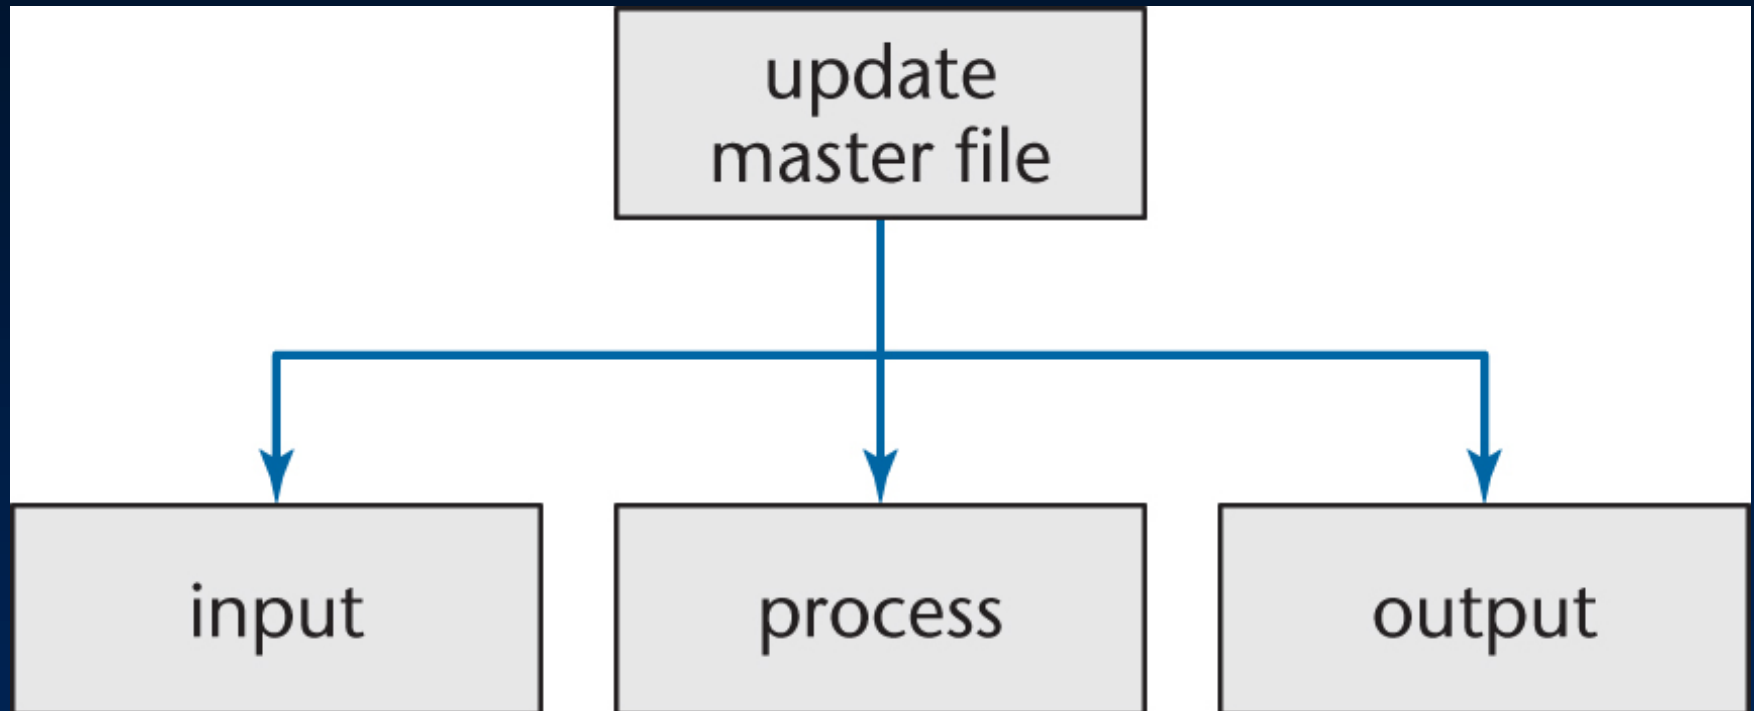 update
master file
input
process
output